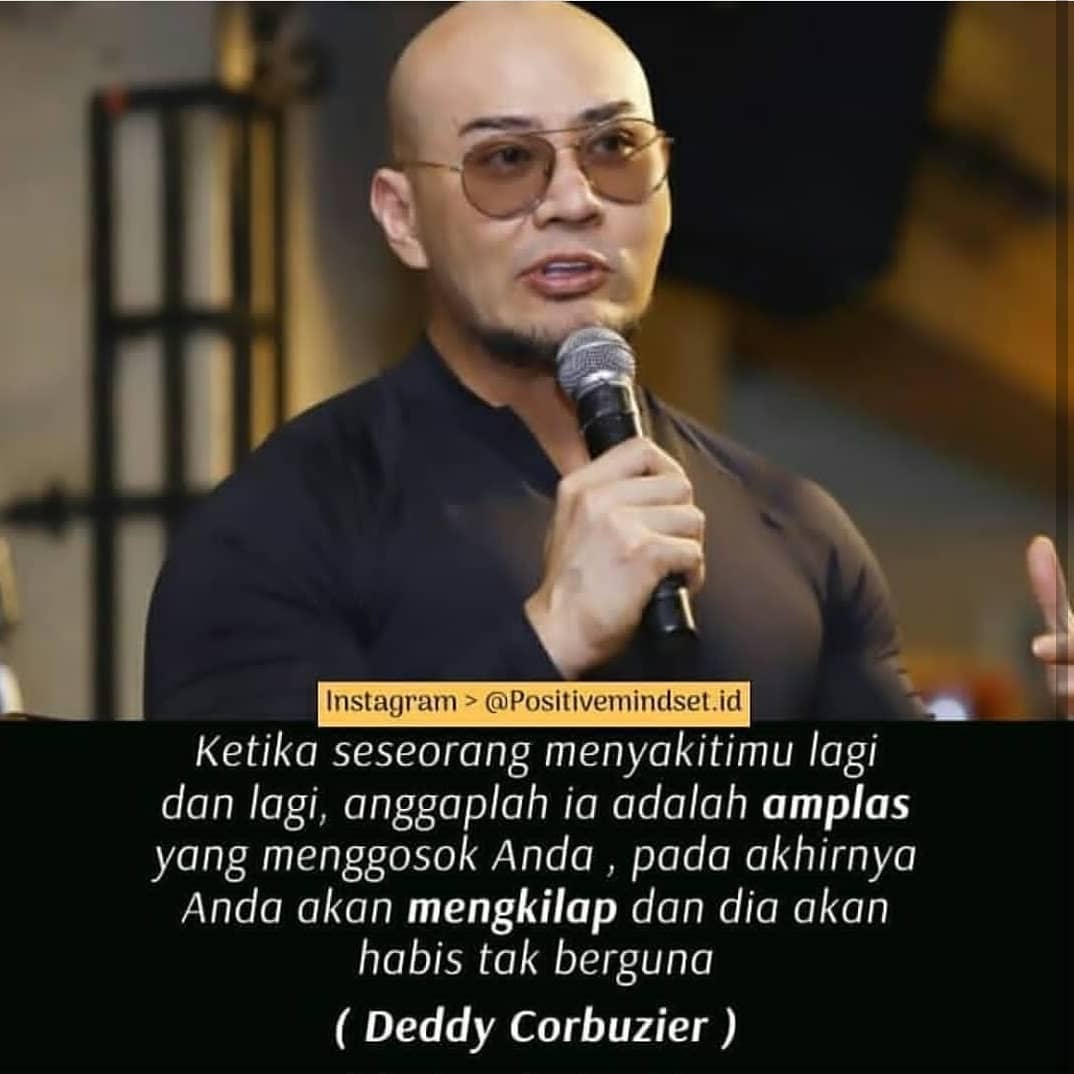 Instagram > @Positivemindset.id
Ketika seseorang menyakitimu lagi
dan lagi, anggaplah ia adalah amplas
yang menggosok Anda , pada akhirnya
Anda akan mengkilap dan dia akan
habis tak berguna
( Deddy Corbuzier )